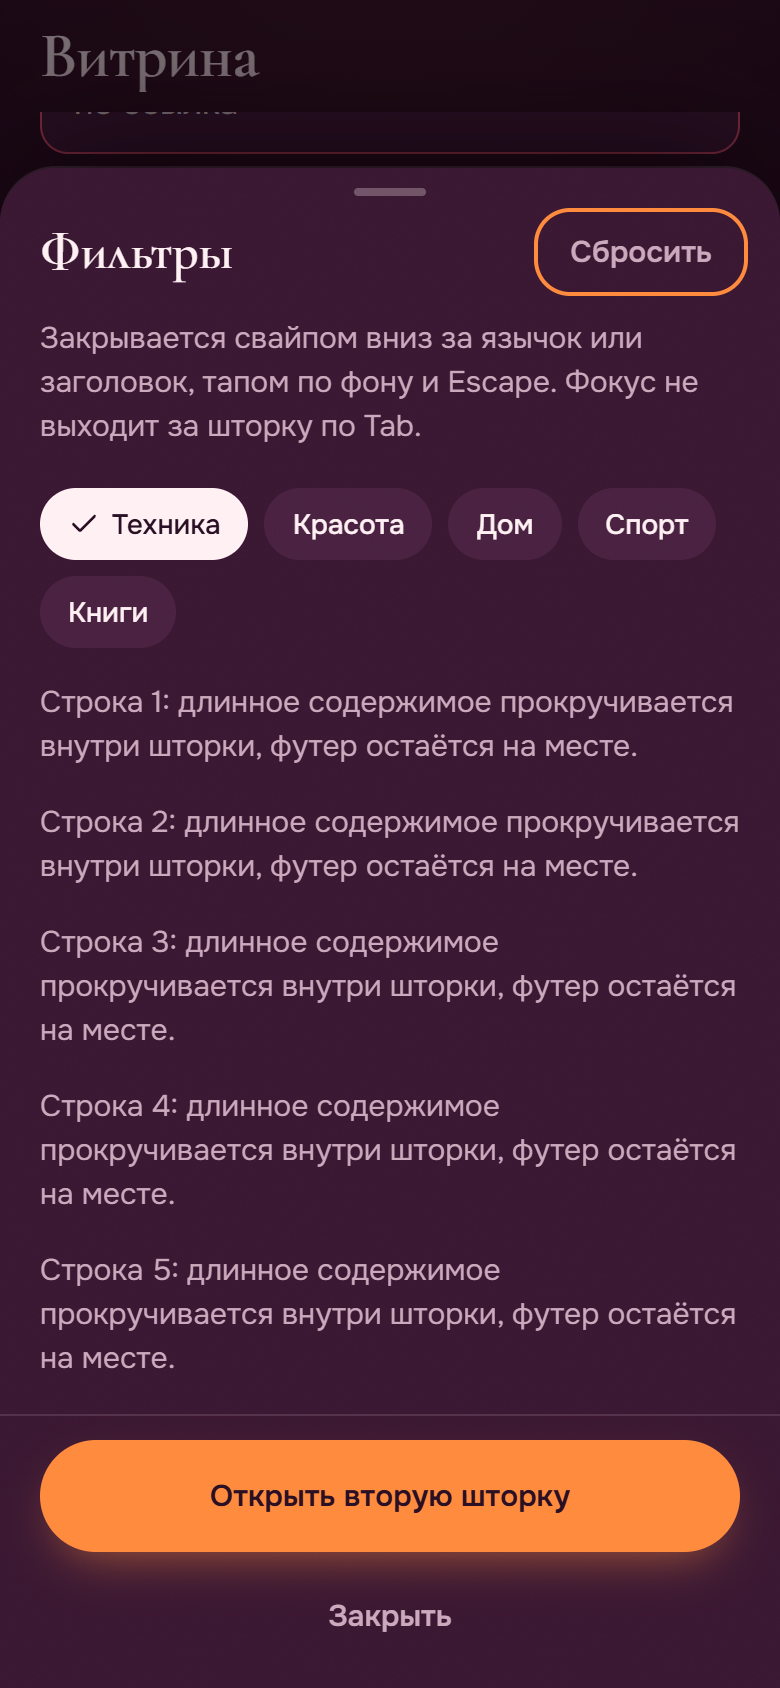 Витрина
Фильтры
Сбросить
Закрывается свайпом вниз за язычок или
заголовок, тапом по фону и Escape. Фокус не
выходит за шторку по Tab.
Техника
Красота
Дом
Спорт
Книги
Строка 1: длинное содержимое прокручивается
внутри шторки, футер остаётся на месте.
Строка 2: длинное содержимое прокручивается
внутри шторки, футер остаётся на месте.
Строка 3: длинное содержимое
прокручивается внутри шторки, футер остаётся
на месте.
Строка 4: длинное содержимое
прокручивается внутри шторки, футер остаётся
на месте.
Строка 5: длинное содержимое
прокручивается внутри шторки, футер остаётся
на месте.
Открыть вторую шторку
Закрыть